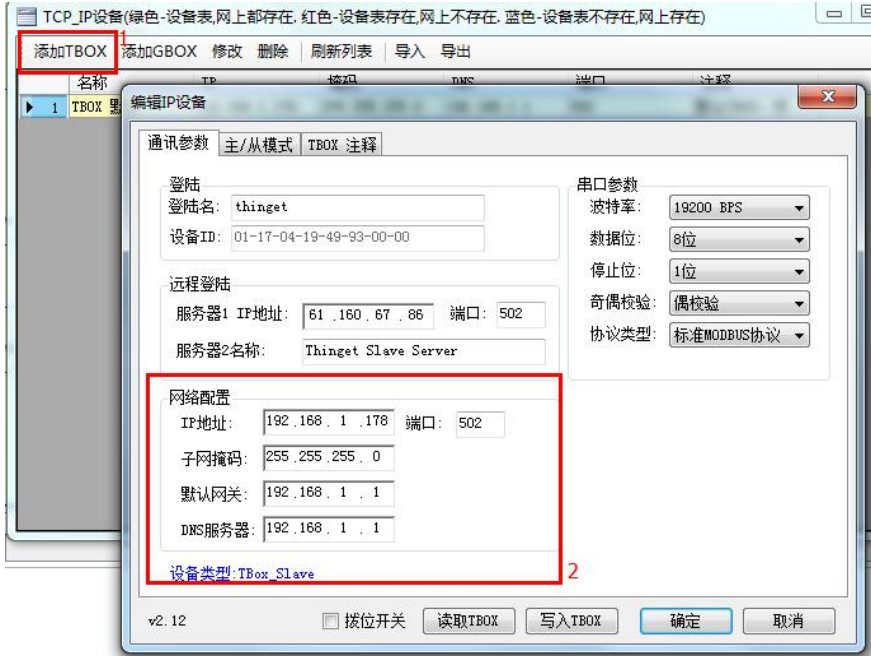 TCP_IP设备(绿色-设备表,网上都存在. 红色-设备表存在,网上不存在. 蓝色-设备表不存在,网上存在)
1
添加TBOX 添加GBOX 修改 删除 刷新列表 导入 导出
名称 IP 掩码 DNS 端口 注释
1 TBOX
编辑IP设备
通讯参数 主/从模式 TBOX 注释
登陆
登陆名: thinget
设备ID: 01-17-04-19-49-93-00-00
远程登陆
服务器1 IP地址: 61 .160. 67 . 86 端口: 502
服务器2名称: Thinget Slave Server
网络配置
IP地址: 192.168. 1 .178 端口: 502
子网掩码: 255.255.255. 0
默认网关: 192.168. 1 . 1
DNS服务器: 192.168. 1 . 1
设备类型:TBox_Slave
2
串口参数
波特率: 19200 BPS
数据位: 8位
停止位: 1位
奇偶校验: 偶校验
协议类型: 标准MODBUS协议
v2.12 拨位开关 读取TBOX 写入TBOX 确定 取消